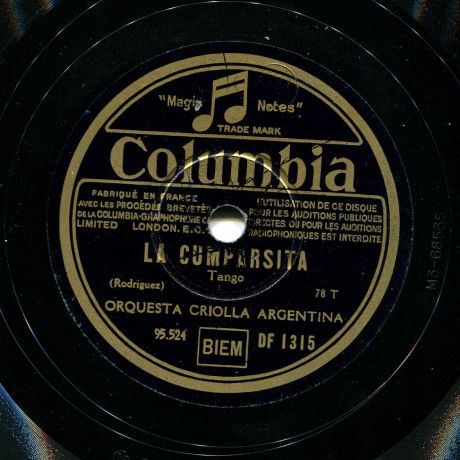 "Magic Notes"
TRADE MARK
Columbia
FABRIQUÉ EN FRANCE
AVEC LES PROCÉDÉS BREVETÉS
DE LA COLUMBIA-GRAPHOPHONE CO
LIMITED LONDON. E.C.
L'UTILISATION DE CE DISQUE
POUR LES AUDITIONS PUBLIQUES
DIRECTES OU POUR LES AUDITIONS
RADIOPHONIQUES EST INTERDITE
LA CUMPARSITA
Tango
(Rodriguez) 78 T
ORQUESTA CRIOLLA ARGENTINA
95.524 BIEM DF 1315